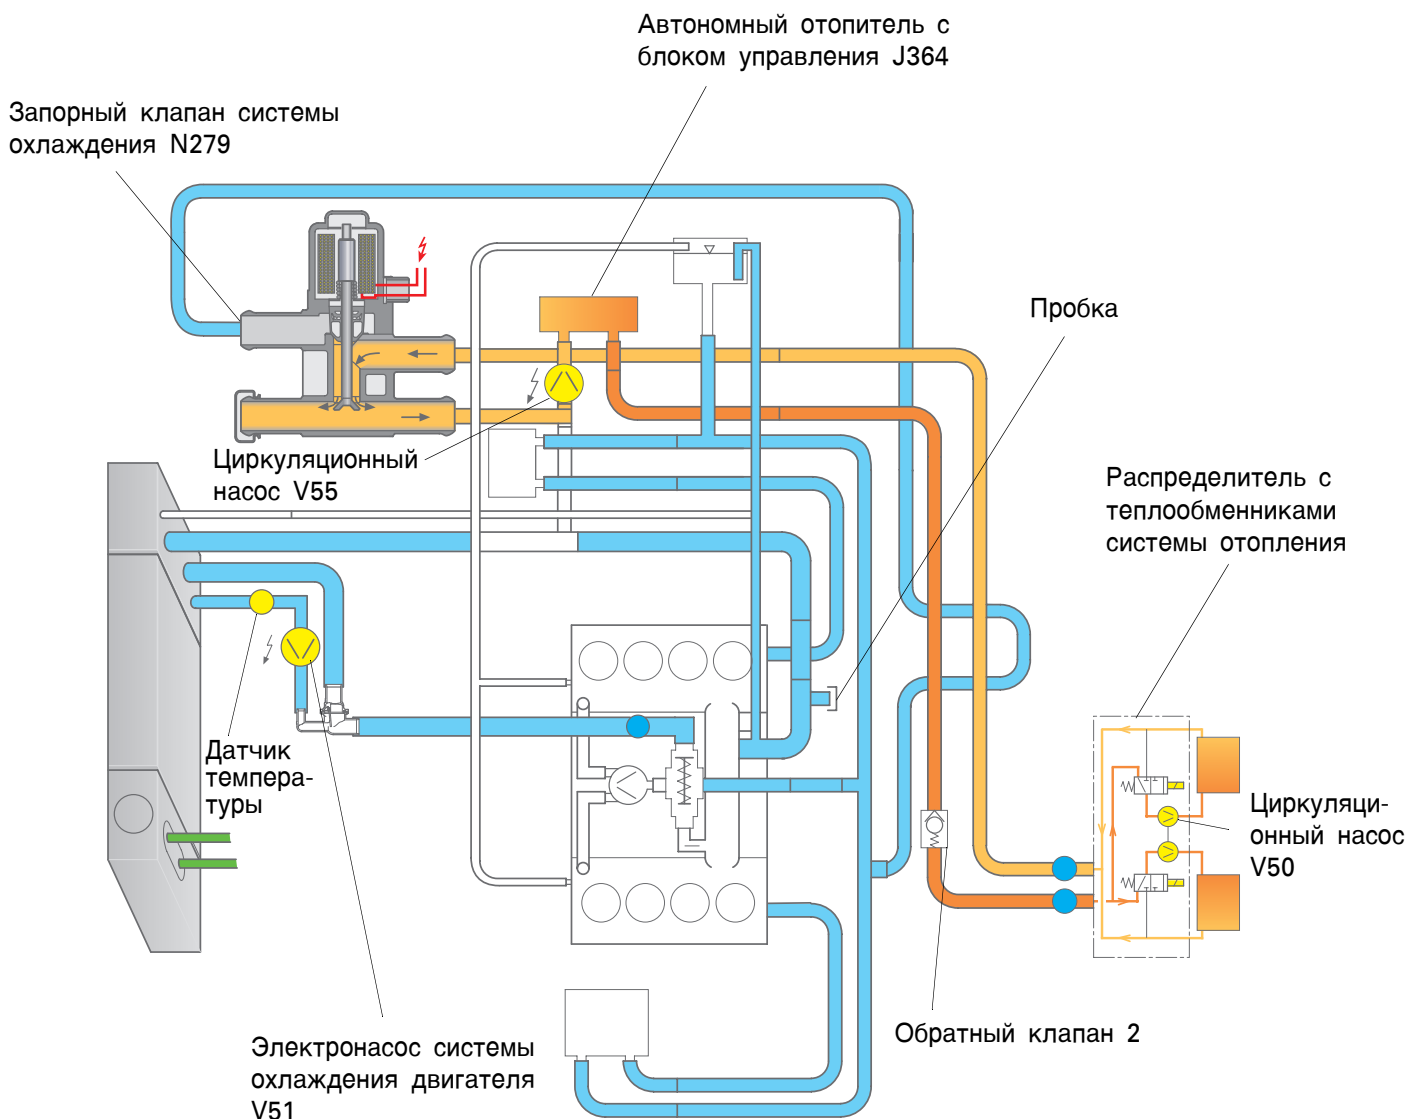 Автономный отопитель с
блоком управления J364
Запорный клапан системы
охлаждения N279
Пробка
Циркуляционный
насос V55
Распределитель с
теплообменниками
системы отопления
Датчик
темпера-
туры
Циркуляци-
онный насос
V50
Обратный клапан 2
Электронасос системы
охлаждения двигателя
V51